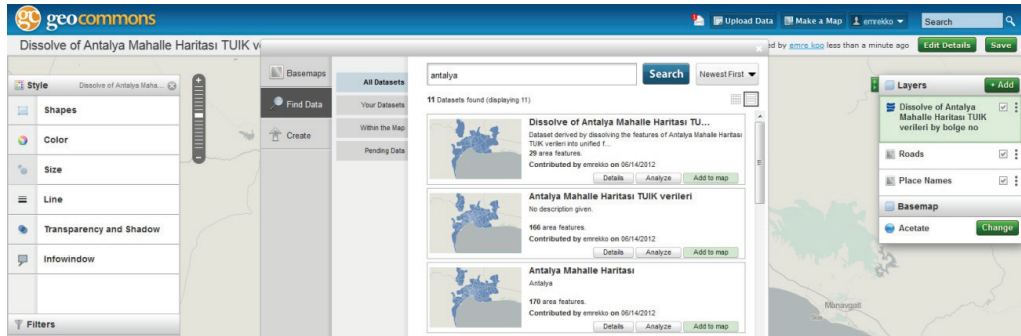 geocommons
Upload Data
Make a Map
emrekko
Search
Dissolve of Antalya Mahalle Haritası TUIK v
ed by emre koo less than a minute ago
Edit Details
Save
Style
Dissolve of Antalya Maha...
Shapes
Color
Size
Line
Transparency and Shadow
Infowindow
Filters
Basemaps
Find Data
Create
All Datasets
Your Datasets
Within the Map
Pending Data
antalya
Search
Newest First
11 Datasets found (displaying 11)
Dissolve of Antalya Mahalle Haritası TU...
Dataset derived by dissolving the features of Antalya Mahalle Haritası
TUIK verileri into unified f...
29 area features.
Contributed by emrekko on 06/14/2012
Details
Analyze
Add to map
Antalya Mahalle Haritası TUIK verileri
No description given.
166 area features.
Contributed by emrekko on 06/14/2012
Details
Analyze
Add to map
Antalya Mahalle Haritası
Antalya
170 area features.
Contributed by emrekko on 06/14/2012
Details
Analyze
Add to map
Layers
+ Add
Dissolve of Antalya
Mahalle Haritası TUIK
verileri by bolge no
Roads
Place Names
Basemap
Acetate
Change
Manavgat